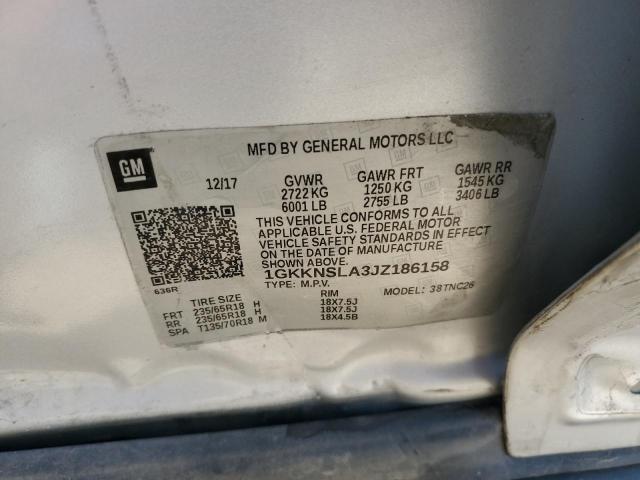 GM
MFD BY GENERAL MOTORS LLC
12/17 GVWR GAWR FRT GAWR RR
2722 KG 1250 KG 1545 KG
6001 LB 2755 LB 3406 LB
THIS VEHICLE CONFORMS TO ALL
APPLICABLE U.S. FEDERAL MOTOR
VEHICLE SAFETY STANDARDS IN EFFECT
ON THE DATE OF MANUFACTURE
SHOWN ABOVE.
1GKKNSLA3JZ186158
636R TYPE: M.P.V. MODEL: 38TNC26
TIRE SIZE RIM
FRT 235/65R18 H 18X7.5J
RR 235/65R18 H 18X7.5J
SPA T135/70R18 M 18X4.5B